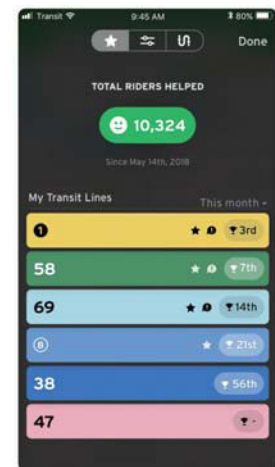 Transit 9:45 AM 80%
Done
TOTAL RIDERS HELPED
10,324
Since May 14th, 2018
My Transit Lines This month
1 3rd
58 7th
69 14th
6 21st
38 56th
47 -